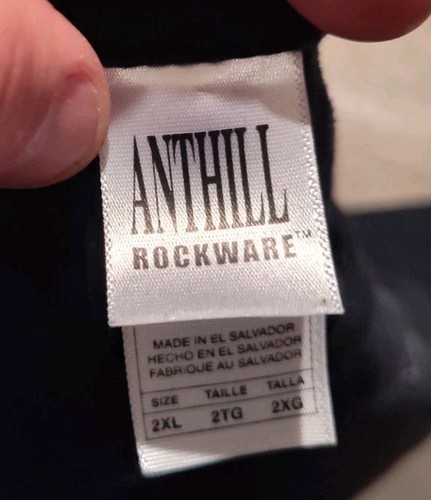 ANTHILL
ROCKWARE™
MADE IN EL SALVADOR
HECHO EN EL SALVADOR
FABRIQUE AU SALVADOR
SIZE TAILLE TALLA
2XL 2TG 2XG